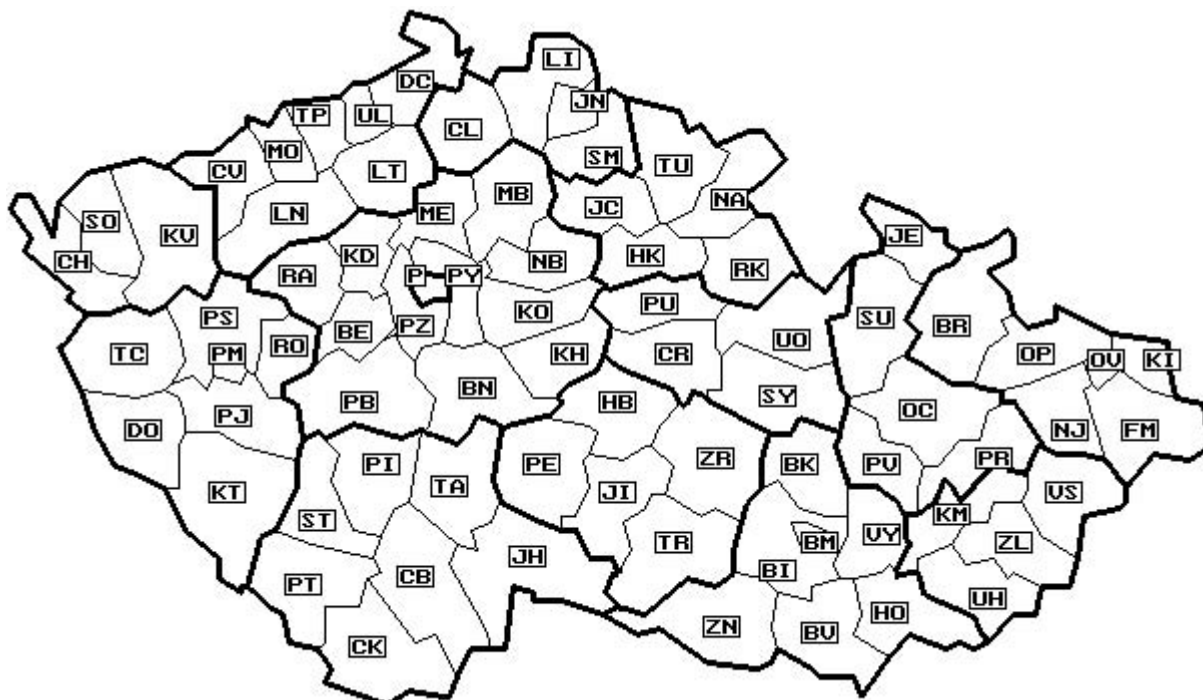 LI
DC
JN
TP
UL
CL
MO
SM
CV
LT
TU
MB
NA
LN
ME
JC
SO
KV
JE
CH
KD
HK
RA
P
PY
NB
RK
PU
KO
PS
SU
BR
PZ
BE
UO
RO
TC
PM
KH
CR
OP
OV
KI
BN
SY
PB
HB
OC
PJ
DO
NJ
FM
PI
PE
ZR
BK
PV
PR
KT
TA
JI
VS
ST
KM
TR
BM
VY
ZL
JH
BI
CB
PT
UH
HO
ZN
BV
CK